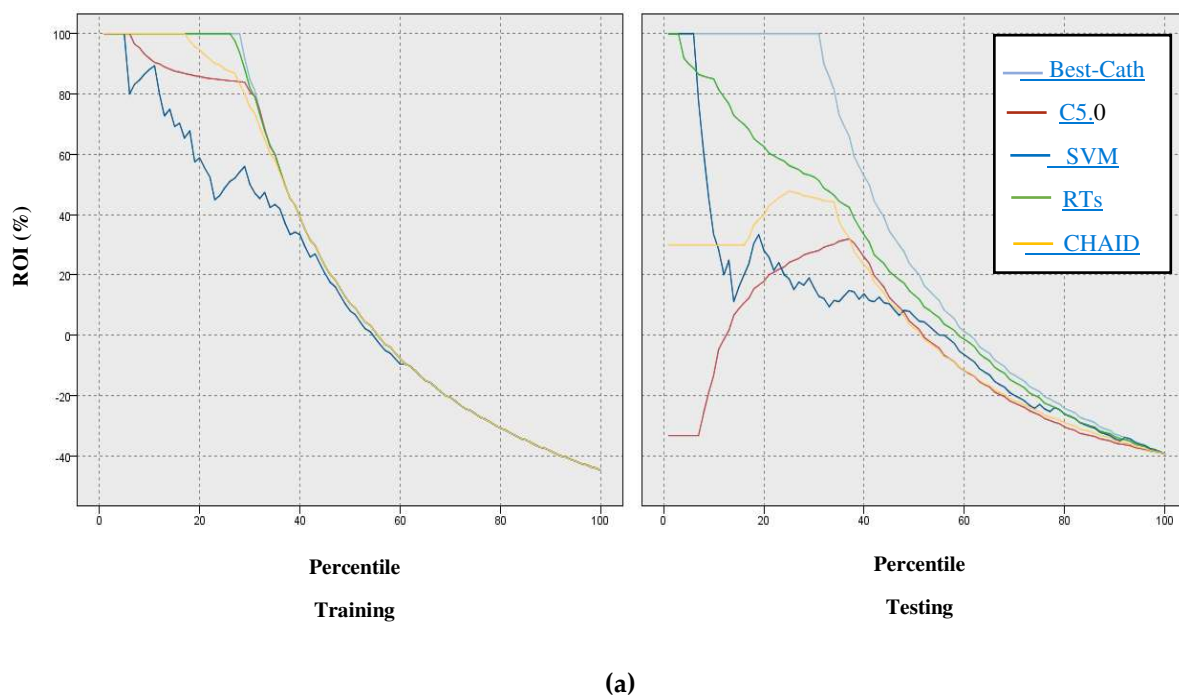 ROI (%)
100
80
60
40
20
0
-20
-40
0 20 40 60 80 100
0 20 40 60 80 100
Best-Cath
C5.0
SVM
RTs
CHAID
Percentile
Training
Percentile
Testing
(a)